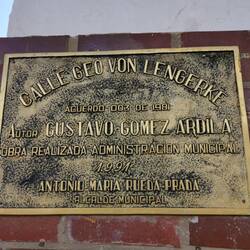 CALLE GEO VON LENGERKE
ACUERDO 003 DE 1991
AUTOR GUSTAVO GOMEZ ARDILA
OBRA REALIZADA ADMINISTRACION MUNICIPAL
1994
ANTONIO MARIA RUEDA PRADA
ALCALDE MUNICIPAL